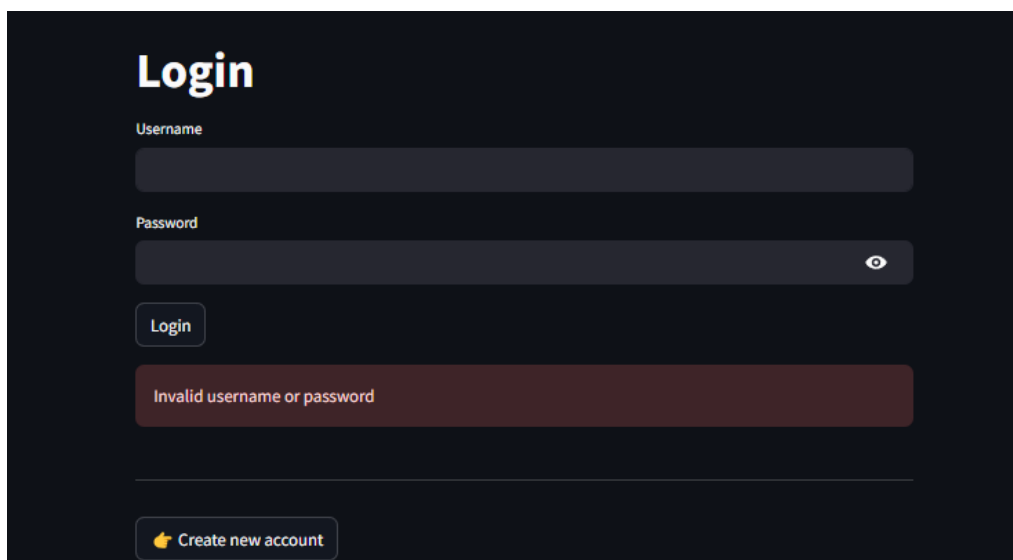 Login
Username
Password
Login
Invalid username or password
👉 Create new account